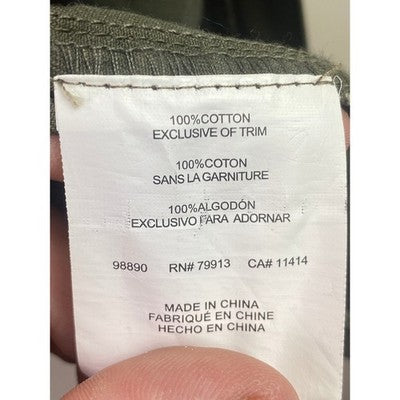 100%COTTON
EXCLUSIVE OF TRIM
100%COTON
SANS LA GARNITURE
100%ALGODÓN
EXCLUSIVO PARA ADORNAR
98890 RN# 79913 CA# 11414
MADE IN CHINA
FABRIQUÉ EN CHINE
HECHO EN CHINA